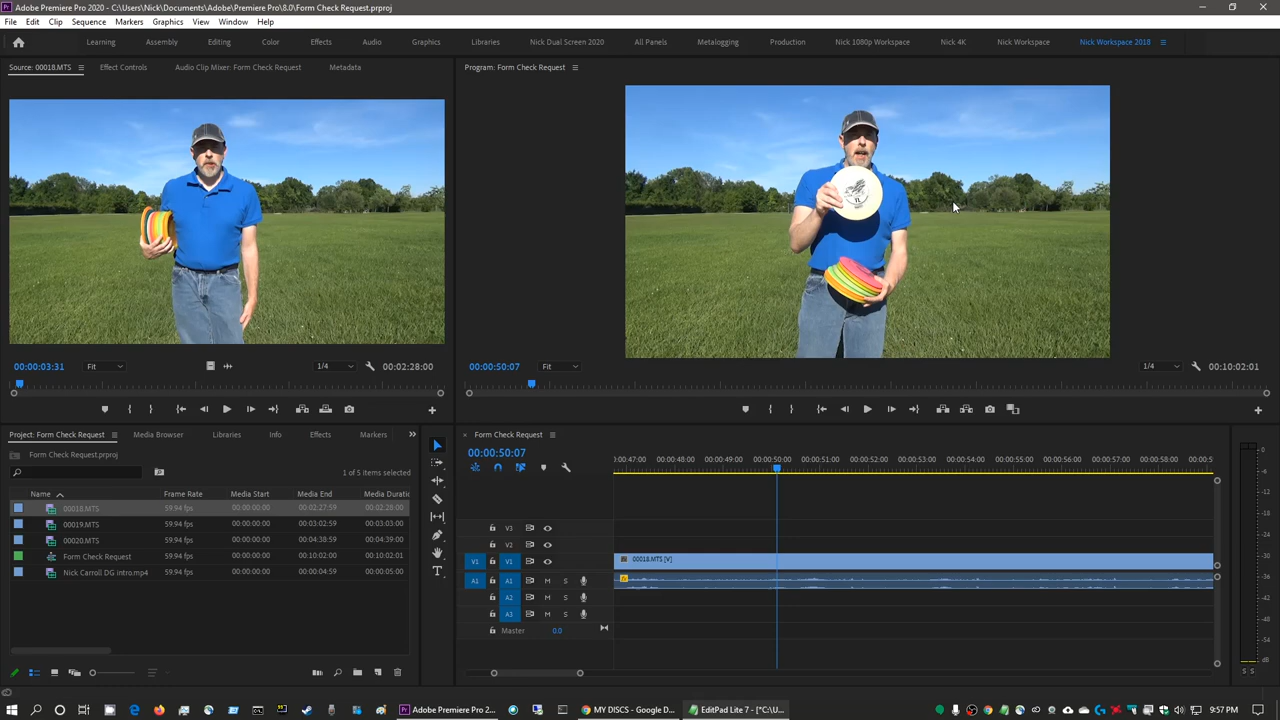 Adobe Premiere Pro 2020 - C:\Users\Nick\Documents\Adobe\Premiere Pro\8.0\Form Check Request.prproj
File Edit Clip Sequence Markers Graphics View Window Help
Learning Assembly Editing Color Effects Audio Graphics Libraries Nick Dual Screen 2020 All Panels Metalogging Production Nick 1080p Workspace Nick 4K Nick Workspace Nick Workspace 2018
Source: 00018.MTS Effect Controls Audio Clip Mixer: Form Check Request Metadata
Program: Form Check Request
00:00:03:31 Fit 1/4 00:02:28:00
00:00:50:07 Fit 1/4 00:10:02:01
Project: Form Check Request Media Browser Libraries Info Effects Markers
Form Check Request.prproj
1 of 5 items selected
Name Frame Rate Media Start Media End Media Duratic
00018.MTS 59.94 fps 00:00:00:00 00:02:27:59 00:02:28:00
00019.MTS 59.94 fps 00:00:00:00 00:03:02:59 00:03:03:00
00020.MTS 59.94 fps 00:00:00:00 00:04:38:59 00:04:39:00
Form Check Request 59.94 fps 00:00:00:00 00:10:02:00 00:10:02:01
Nick Carroll DG Intro.mp4 59.94 fps 00:00:00:00 00:00:04:59 00:00:05:00
Form Check Request
00:00:50:07
:00:47:00 00:00:48:00 00:00:49:00 00:00:50:00 00:00:51:00 00:00:52:00 00:00:53:00 00:00:54:00 00:00:55:00 00:00:56:00 00:00:57:00 00:00:58:00 00:00:5
V3
V2
V1 V1 00018.MTS [V]
fx
A1 A1 M S
A2 M S
A3 M S
Master 0.0
0
-6
-12
-18
-24
-30
-36
-42
-48
-54
dB
S S
Adobe Premiere Pro 2... MY DISCS - Google D... EditPad Lite 7 - [*C:\U... 9:57 PM